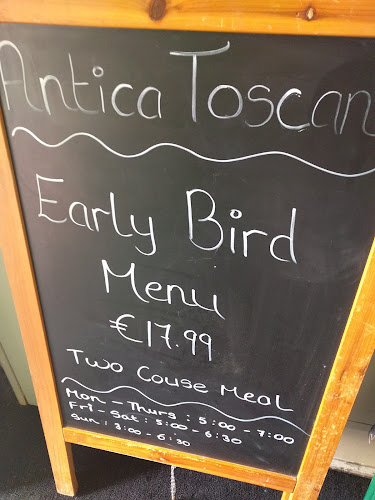 Antica Toscan
Early Bird
Menu
€17.99
Two Couse Meal
Mon - Thurs : 5:00 - 7:00
Fri - Sat : 5:00 - 6:30
Sun : 3:00 - 6:30